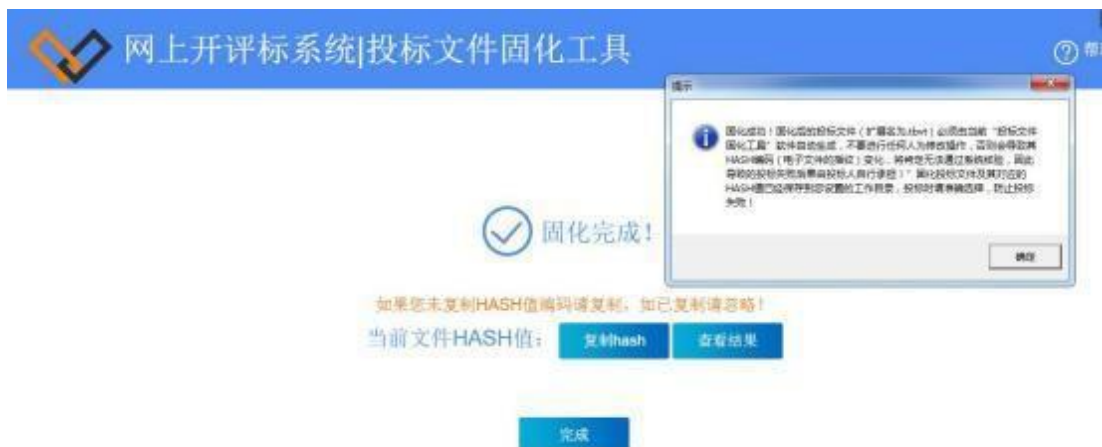 网上开评标系统|投标文件固化工具
帮
提示
固化成功！固化后的投标文件（扩展名为.tbwt）必须由当前“投标文件
固化工具”软件自动生成，不要进行任何人为修改操作，否则会导致其
HASH编码（电子文件的指纹）变化，将肯定无法通过系统校验，因此
导致的投标失败后果由投标人自行承担！”固化投标文件及其对应的
HASH值已经保存到您设置的工作目录，投标时请准确选择，防止投标
失败！
确定
固化完成！
如果您未复制HASH值编码请复制，如已复制请忽略！
当前文件HASH值：
复制hash
查看结果
完成